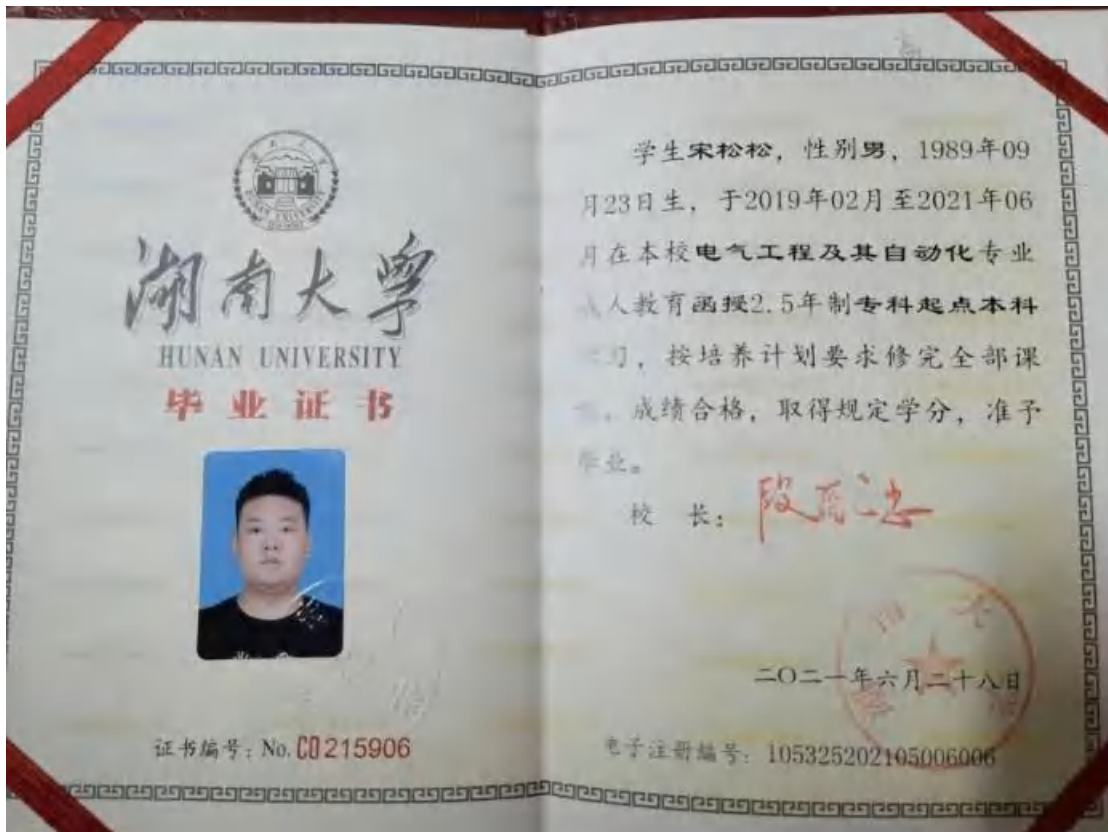 湖南大学
HUNAN UNIVERSITY
毕业证书
证书编号：No.CD215906
学生宋松松，性别男，1989年09
月23日生，于2019年02月至2021年06
月在本校电气工程及其自动化专业
人教育函授2.5年制专科起点本科
习，按培养计划要求修完全部课
，成绩合格，取得规定学分，准予
毕业。
校 长：
二〇二一年六月二十八日
电子注册编号：105325202105006006